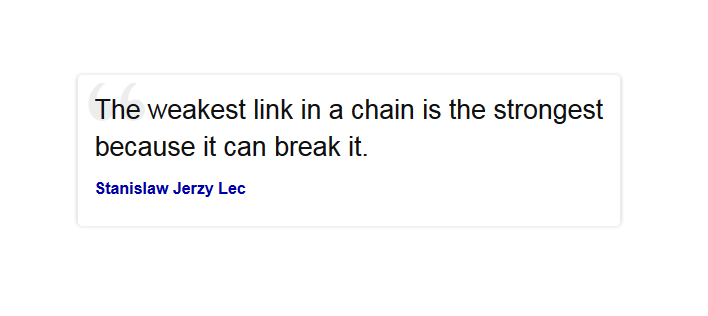 The weakest link in a chain is the strongest
because it can break it.
Stanislaw Jerzy Lec